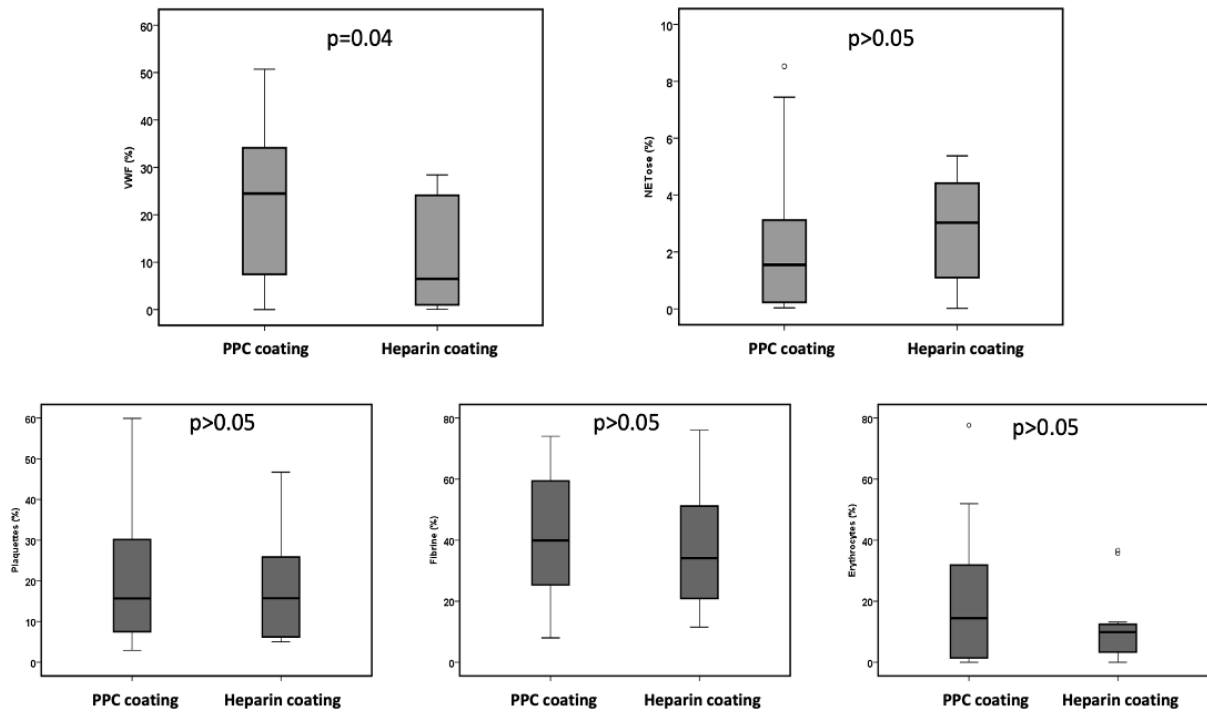 p=0.04
VWF (%)
60
50
40
30
20
10
0
PPC coating
Heparin coating
p>0.05
NETose (%)
10
8
6
4
2
0
PPC coating
Heparin coating
p>0.05
Plaquettes (%)
60
50
40
30
20
10
0
PPC coating
Heparin coating
p>0.05
Fibrine (%)
80
60
40
20
0
PPC coating
Heparin coating
p>0.05
Erythrocytes (%)
80
60
40
20
0
PPC coating
Heparin coating